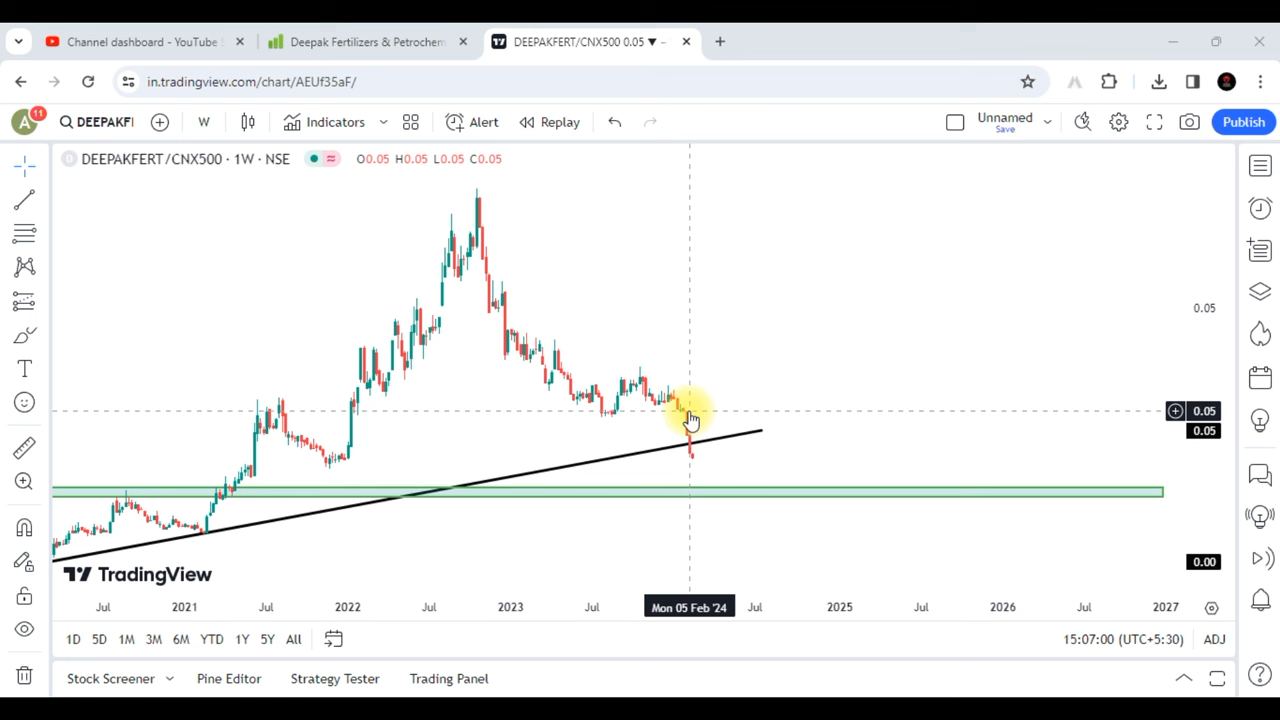 Channel dashboard - YouTube
Deepak Fertilizers & Petrochem
DEEPAKFERT/CNX500 0.05 ▼ –
in.tradingview.com/chart/AEUf35aF/
A
11
DEEPAKFI
W
Indicators
Alert
Replay
Unnamed
Save
Publish
DEEPAKFERT/CNX500 · 1W · NSE
O0.05 H0.05 L0.05 C0.05
0.05
0.05
0.05
0.00
TradingView
Jul 2021 Jul 2022 Jul 2023 Jul Mon 05 Feb '24 Jul 2025 Jul 2026 Jul 2027
1D 5D 1M 3M 6M YTD 1Y 5Y All
15:07:00 (UTC+5:30) ADJ
Stock Screener Pine Editor Strategy Tester Trading Panel